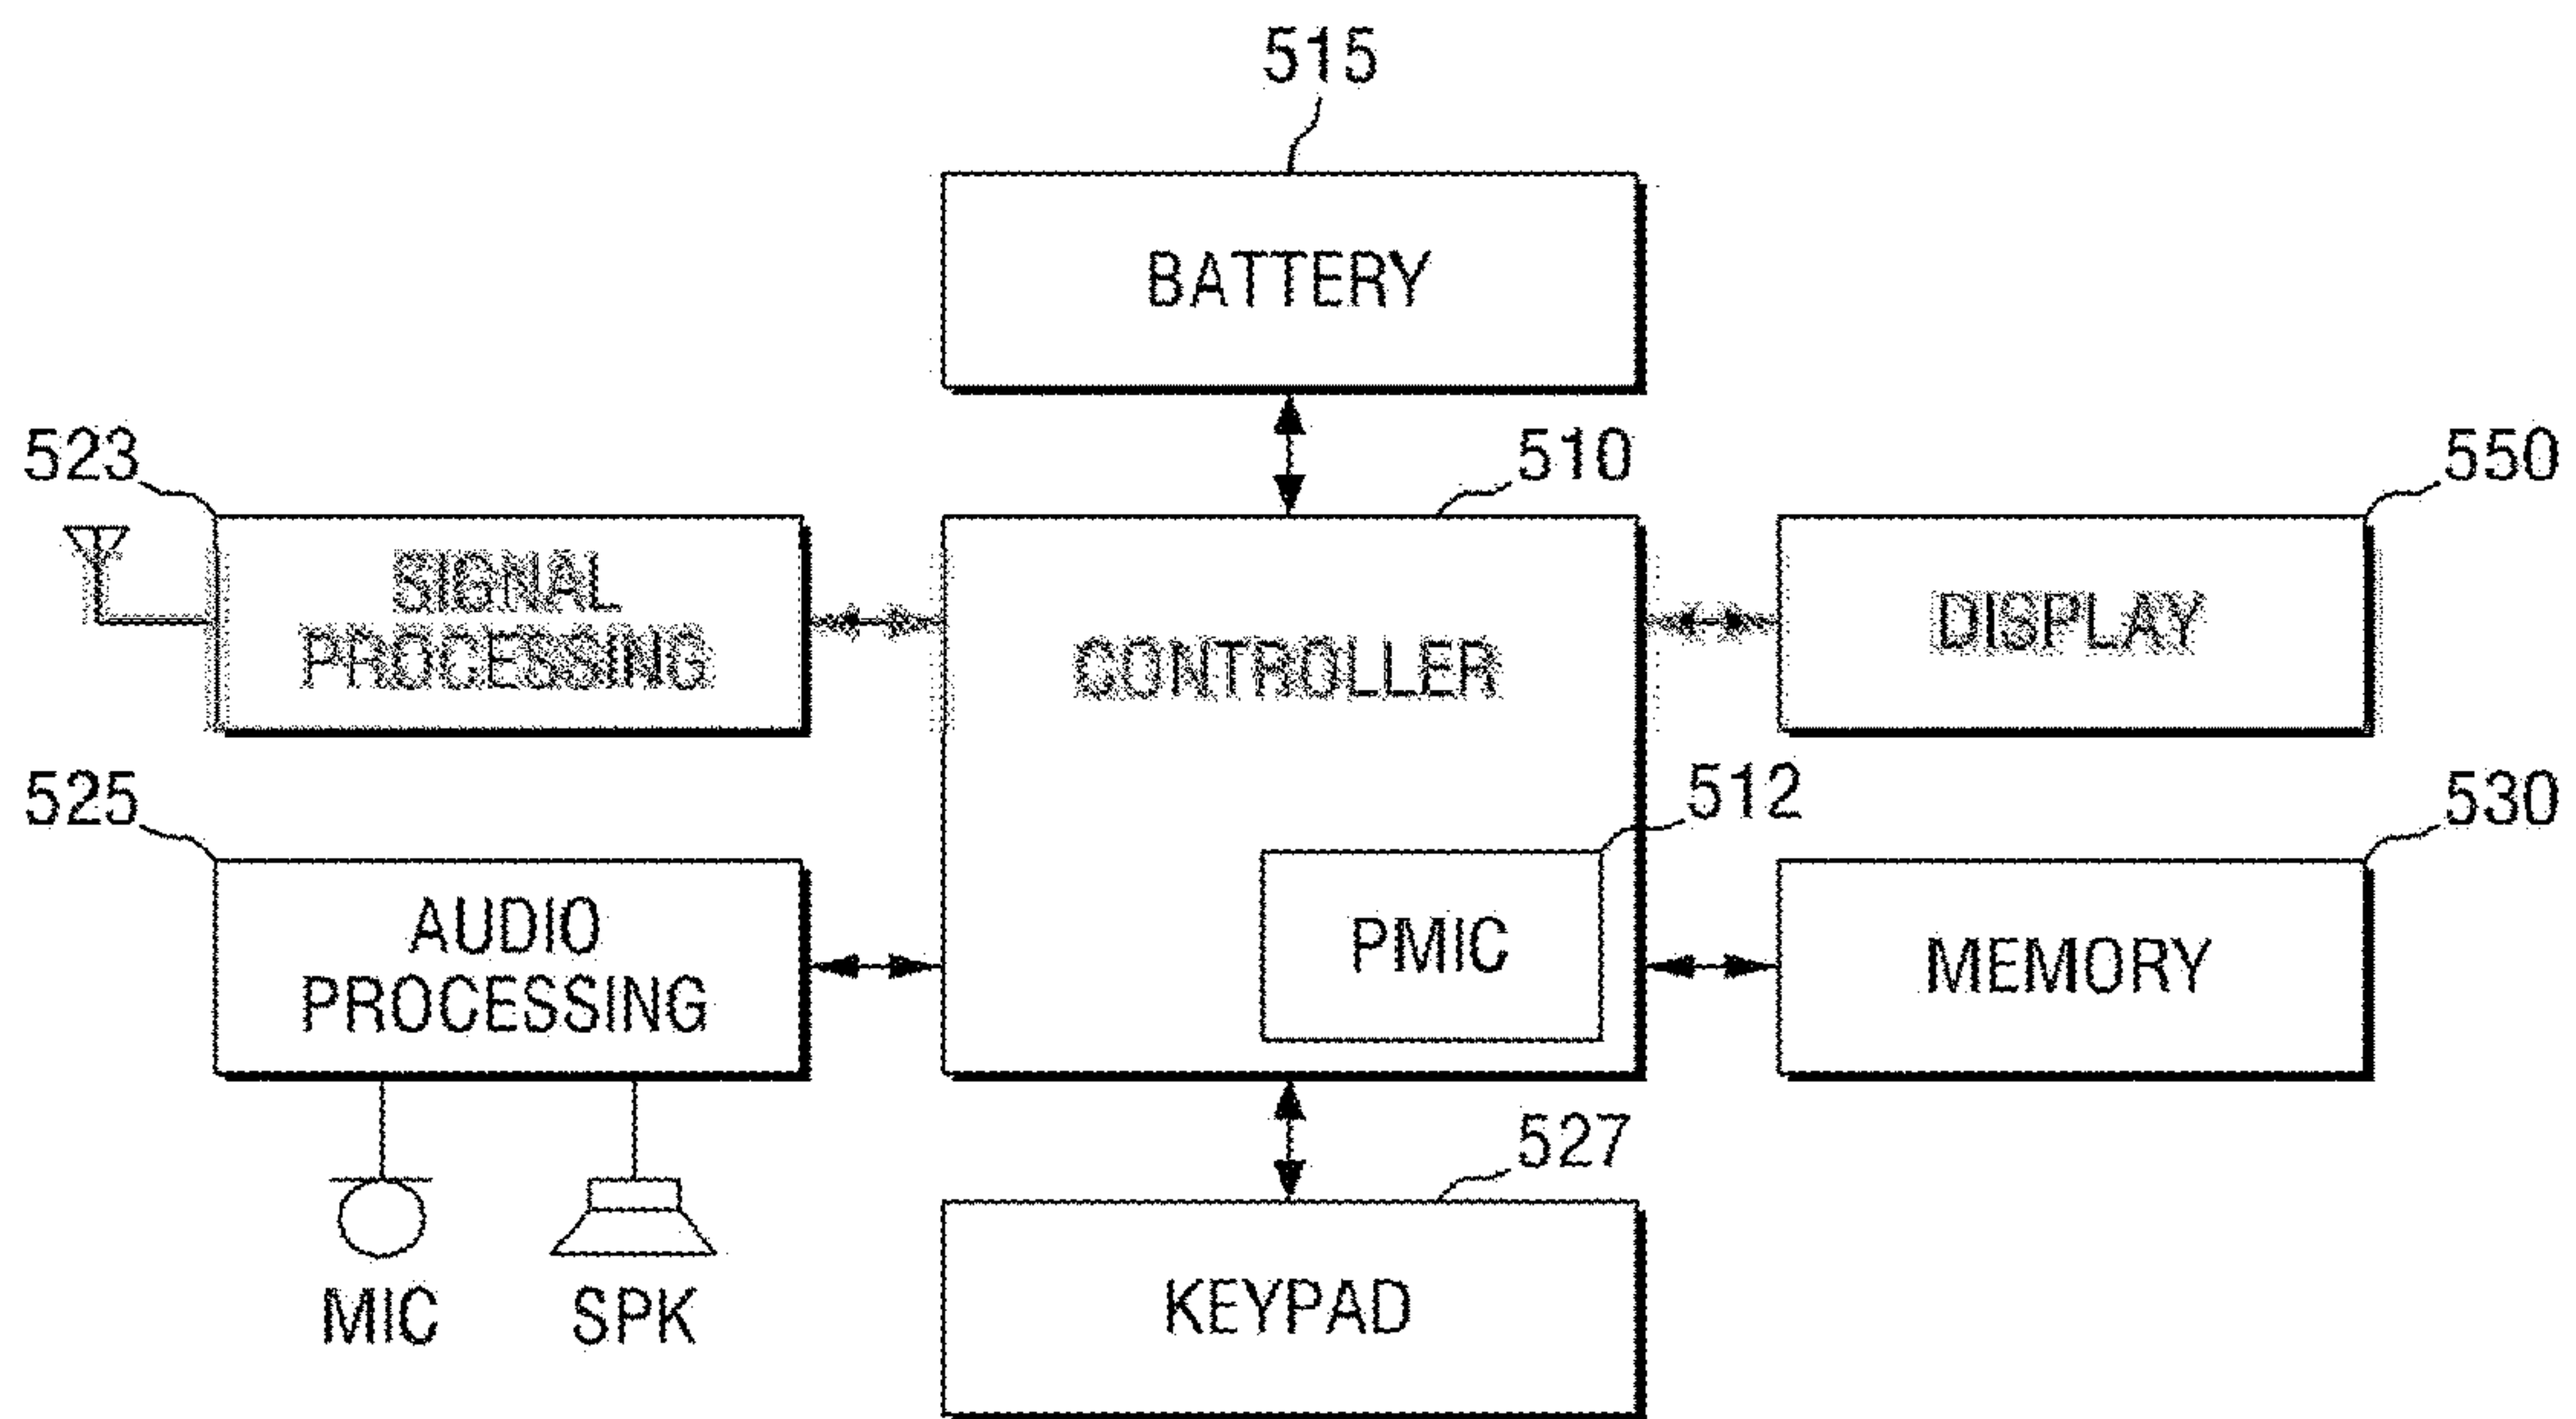 515
BATTERY
523
510
550
SIGNAL
PROCESSING
CONTROLLER
DISPLAY
525
512
530
AUDIO
PROCESSING
PMIC
MEMORY
527
MIC
SPK
KEYPAD